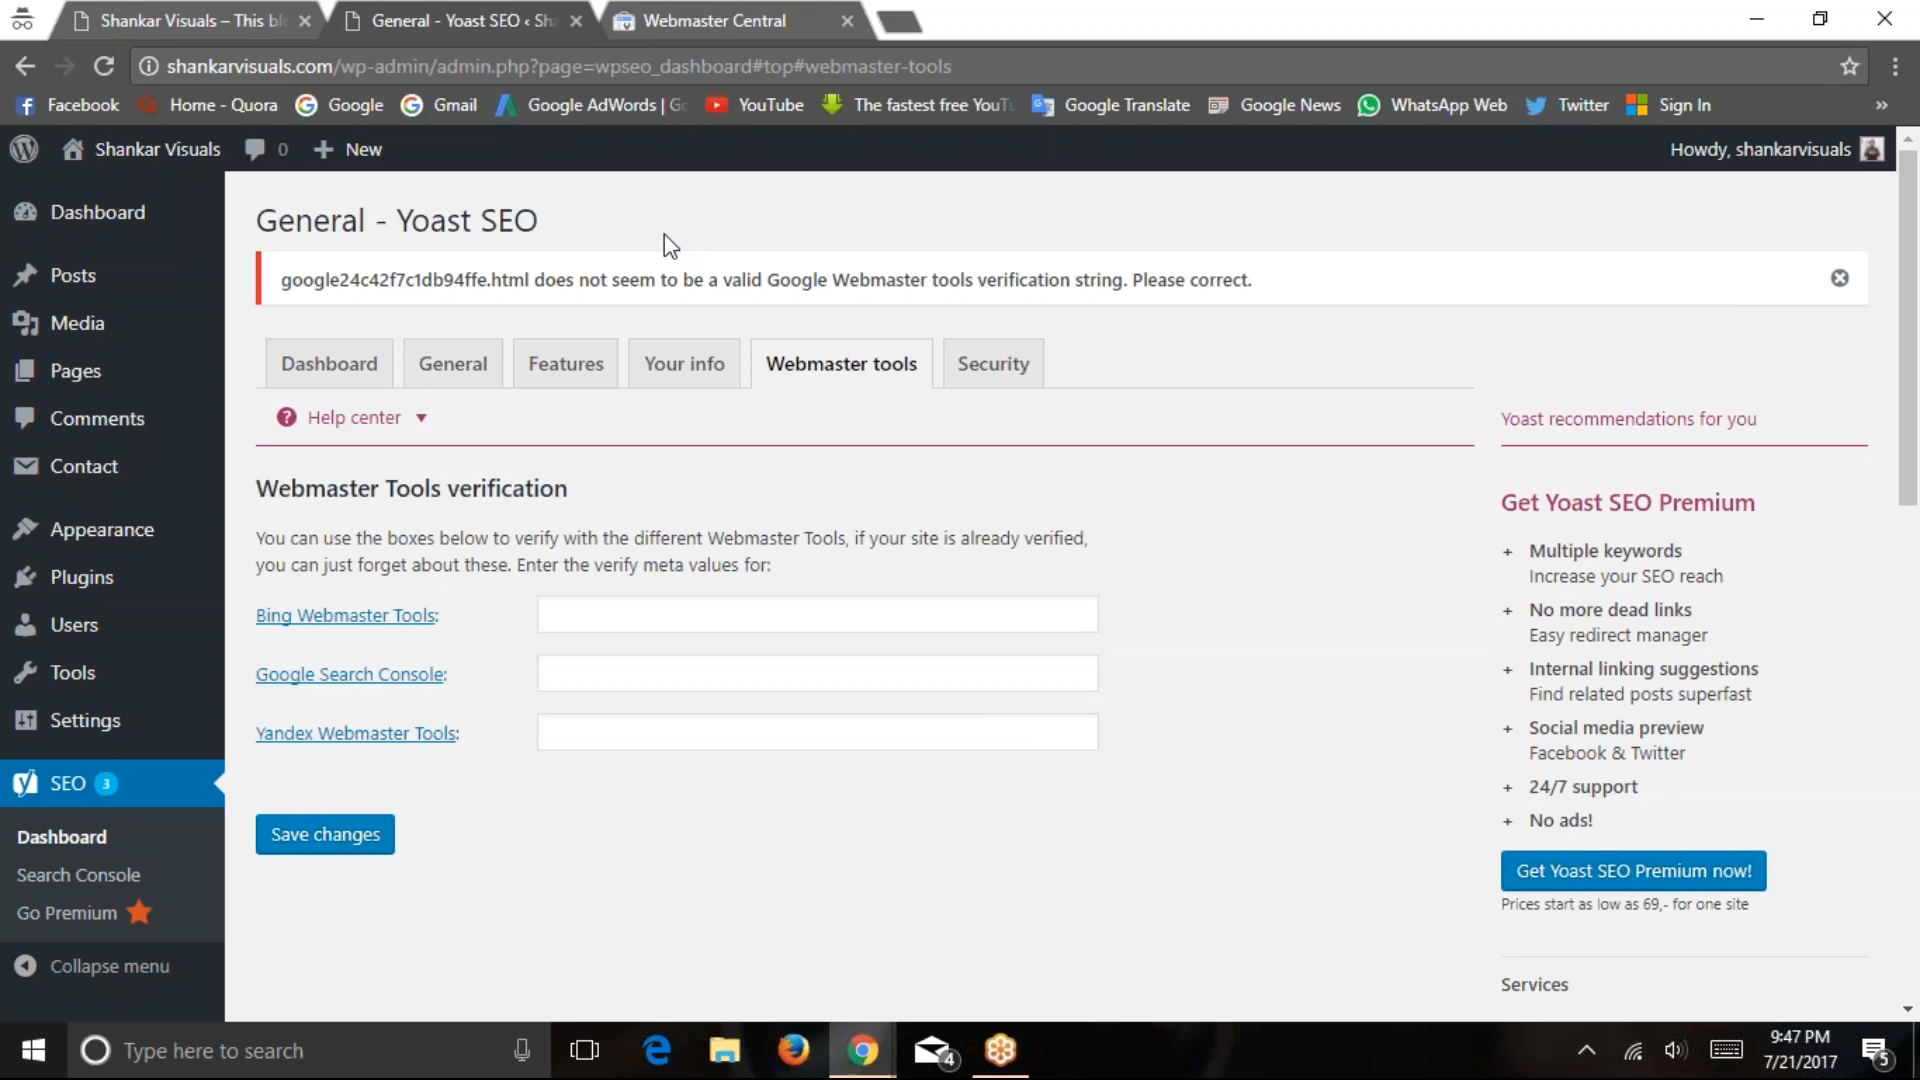 Shankar Visuals – This bl
General - Yoast SEO ‹ Sha
Webmaster Central
shankarvisuals.com/wp-admin/admin.php?page=wpseo_dashboard#top#webmaster-tools
Facebook
Home - Quora
Google
Gmail
Google AdWords | Go
YouTube
The fastest free YouTu
Google Translate
Google News
WhatsApp Web
Twitter
Sign In
»
Shankar Visuals
0
New
Howdy, shankarvisuals
Dashboard
Posts
Media
Pages
Comments
Contact
Appearance
Plugins
Users
Tools
Settings
SEO 3
Dashboard
Search Console
Go Premium
Collapse menu
General - Yoast SEO
google24c42f7c1db94ffe.html does not seem to be a valid Google Webmaster tools verification string. Please correct.
Dashboard
General
Features
Your info
Webmaster tools
Security
Help center
Webmaster Tools verification
You can use the boxes below to verify with the different Webmaster Tools, if your site is already verified,
you can just forget about these. Enter the verify meta values for:
Bing Webmaster Tools:
Google Search Console:
Yandex Webmaster Tools:
Save changes
Yoast recommendations for you
Get Yoast SEO Premium
+ Multiple keywords
Increase your SEO reach
+ No more dead links
Easy redirect manager
+ Internal linking suggestions
Find related posts superfast
+ Social media preview
Facebook & Twitter
+ 24/7 support
+ No ads!
Get Yoast SEO Premium now!
Prices start as low as 69,- for one site
Services
Type here to search
4
9:47 PM
7/21/2017
5